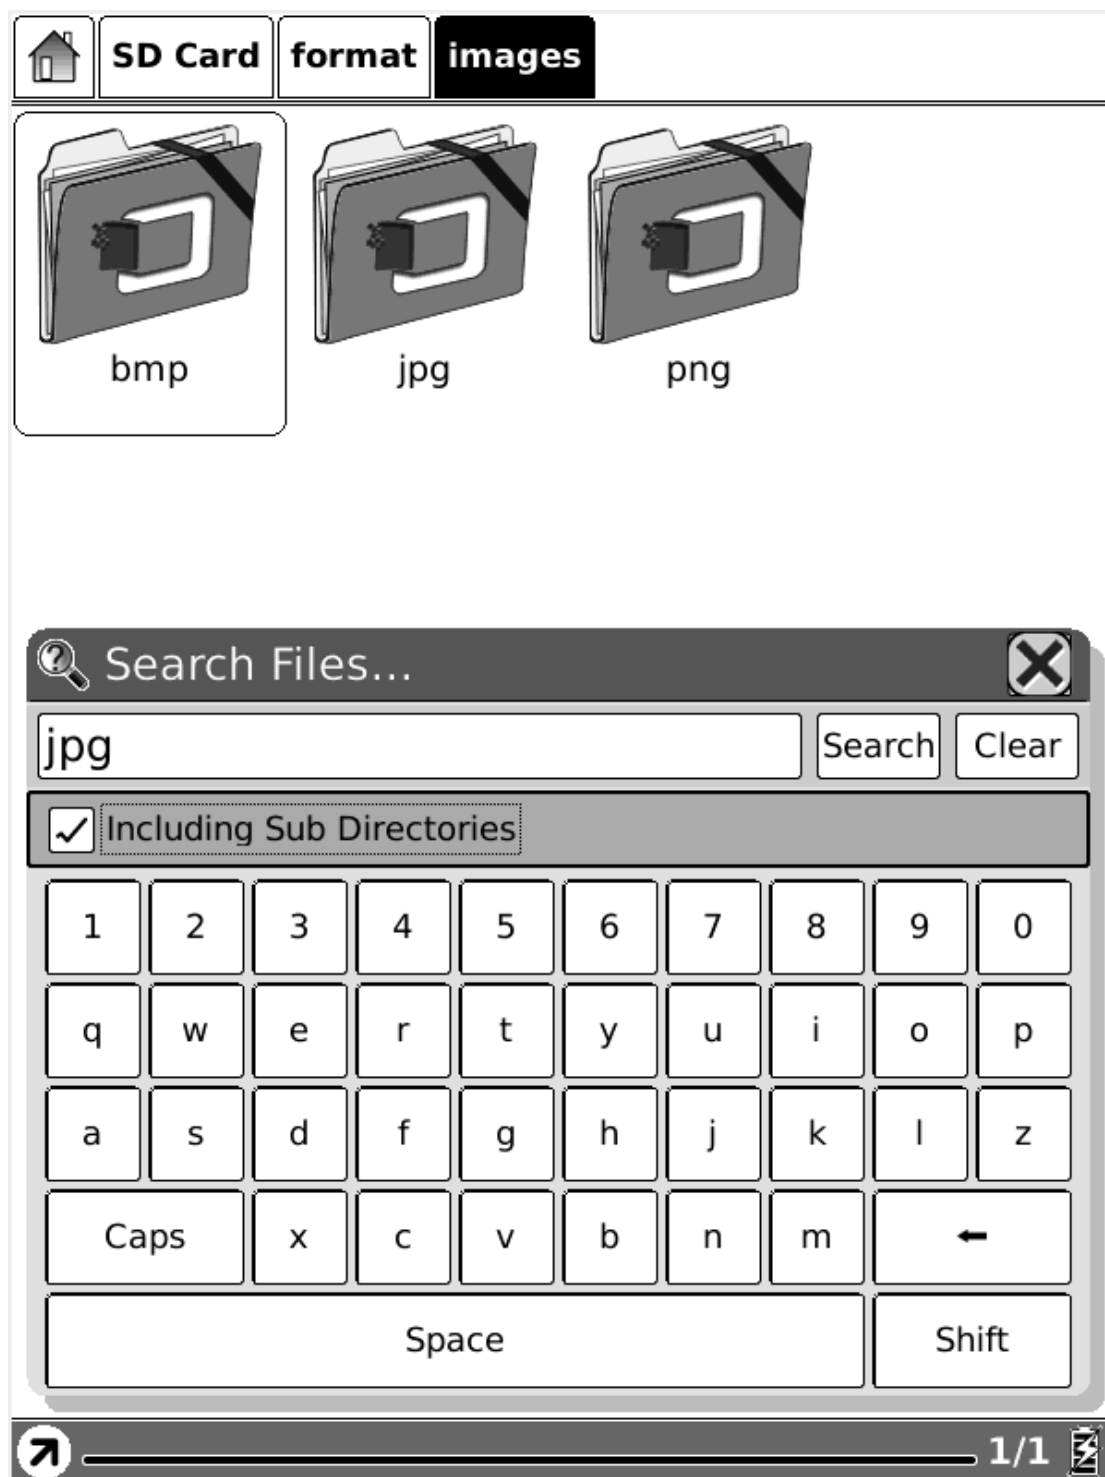 SD Card format images
bmp jpg png
Search Files...
jpg Search Clear
Including Sub Directories
1 2 3 4 5 6 7 8 9 0
q w e r t y u i o p
a s d f g h j k l z
Caps x c v b n m ←
Space Shift
1/1